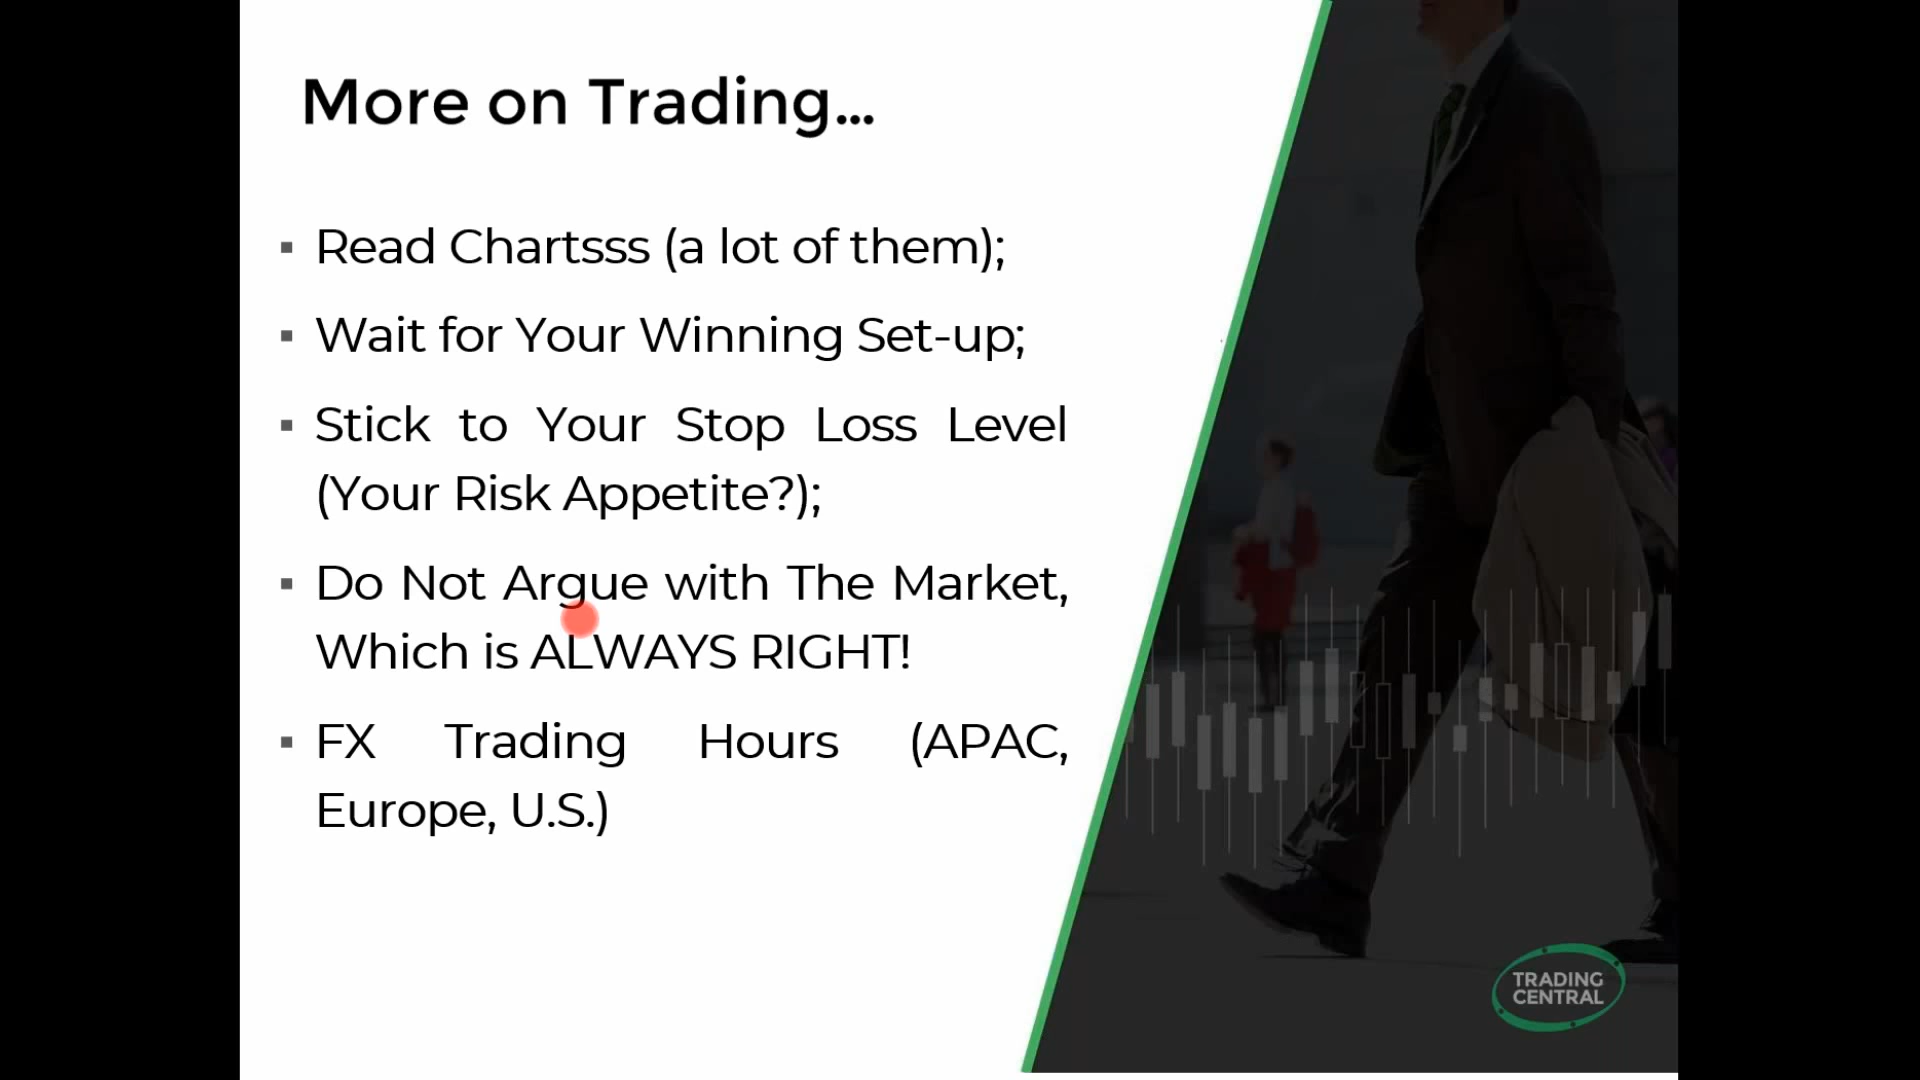 More on Trading...
▪ Read Chartsss (a lot of them);
▪ Wait for Your Winning Set-up;
▪ Stick to Your Stop Loss Level
(Your Risk Appetite?);
▪ Do Not Argue with The Market,
Which is ALWAYS RIGHT!
▪ FX Trading Hours (APAC,
Europe, U.S.)
TRADING
CENTRAL